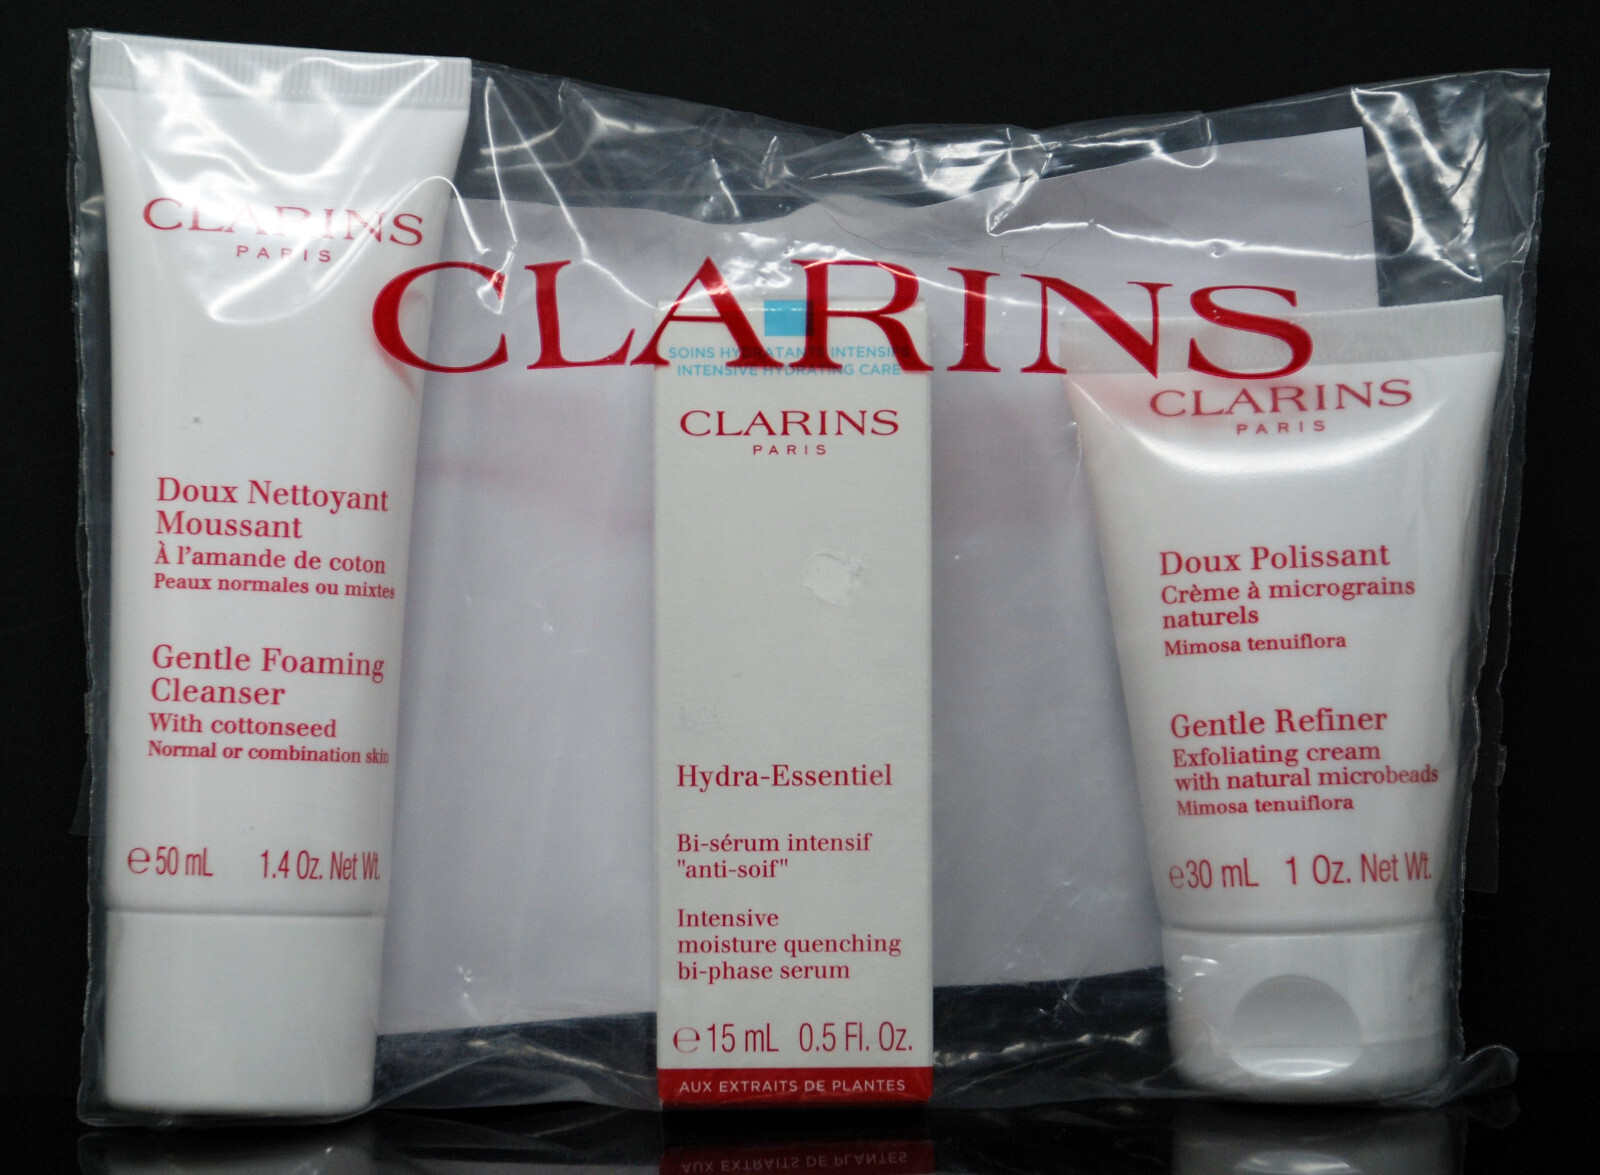 CLARINS
CLARINS
PARIS
Doux Nettoyant
Moussant
À l'amande de coton
Peaux normales ou mixtes
Gentle Foaming
Cleanser
With cottonseed
Normal or combination skin
℮ 50 mL 1.4 Oz. Net Wt.
SOINS HYDRATANTS INTENSIFS
INTENSIVE HYDRATING CARE
CLARINS
PARIS
Hydra-Essentiel
Bi-sérum intensif
"anti-soif"
Intensive
moisture quenching
bi-phase serum
℮ 15 mL 0.5 Fl. Oz.
AUX EXTRAITS DE PLANTES
CLARINS
PARIS
Doux Polissant
Crème à micrograins
naturels
Mimosa tenuiflora
Gentle Refiner
Exfoliating cream
with natural microbeads
Mimosa tenuiflora
℮ 30 mL 1 Oz. Net Wt.